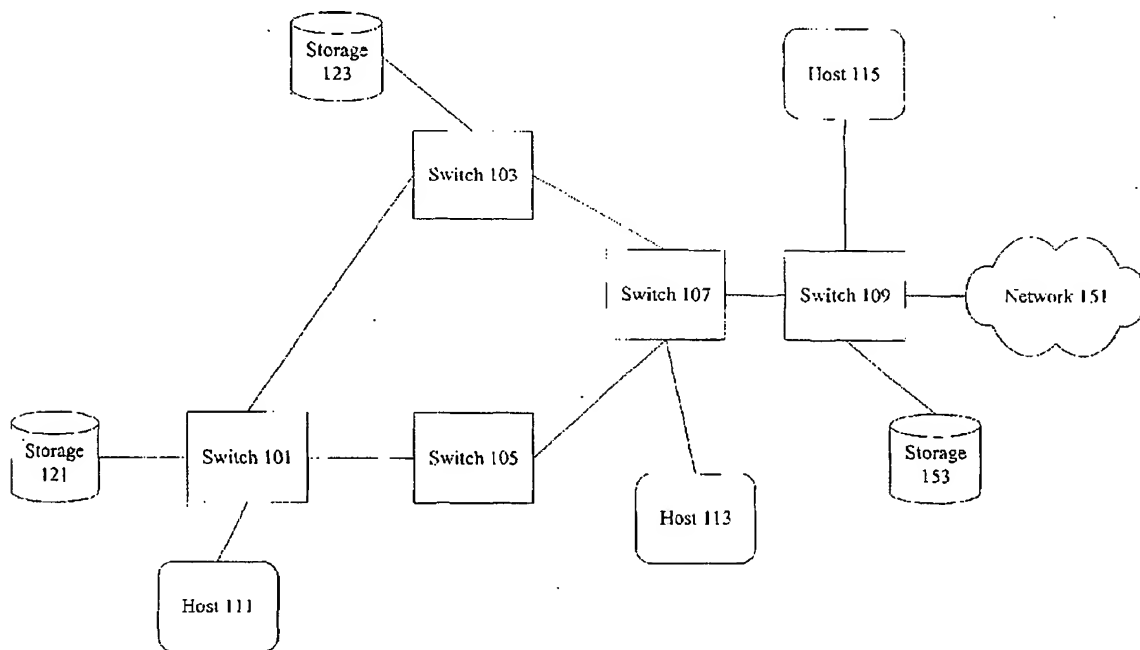 Storage
123
Host 115
Switch 103
Switch 107
Switch 109
Network 151
Storage
121
Switch 101
Switch 105
Storage
153
Host 113
Host 111